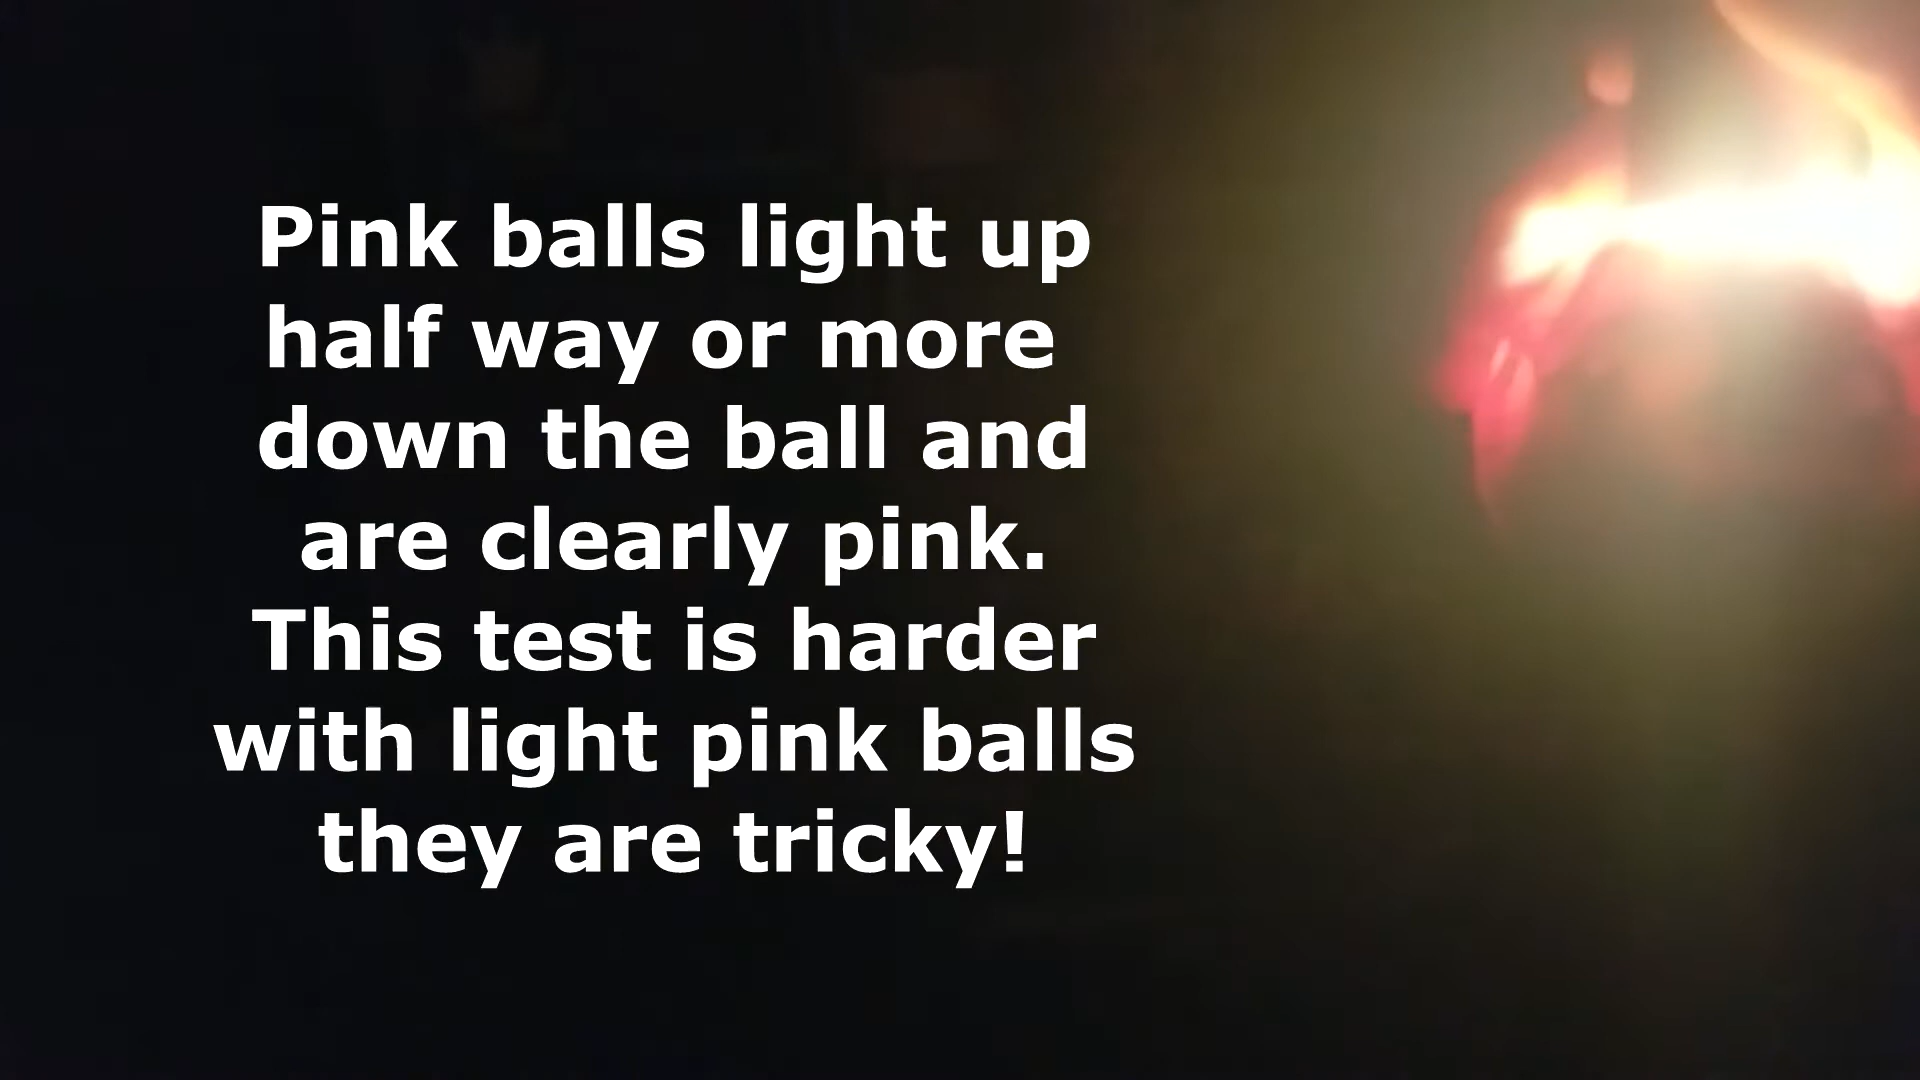 Pink balls light up
half way or more
down the ball and
are clearly pink.
This test is harder
with light pink balls
they are tricky!